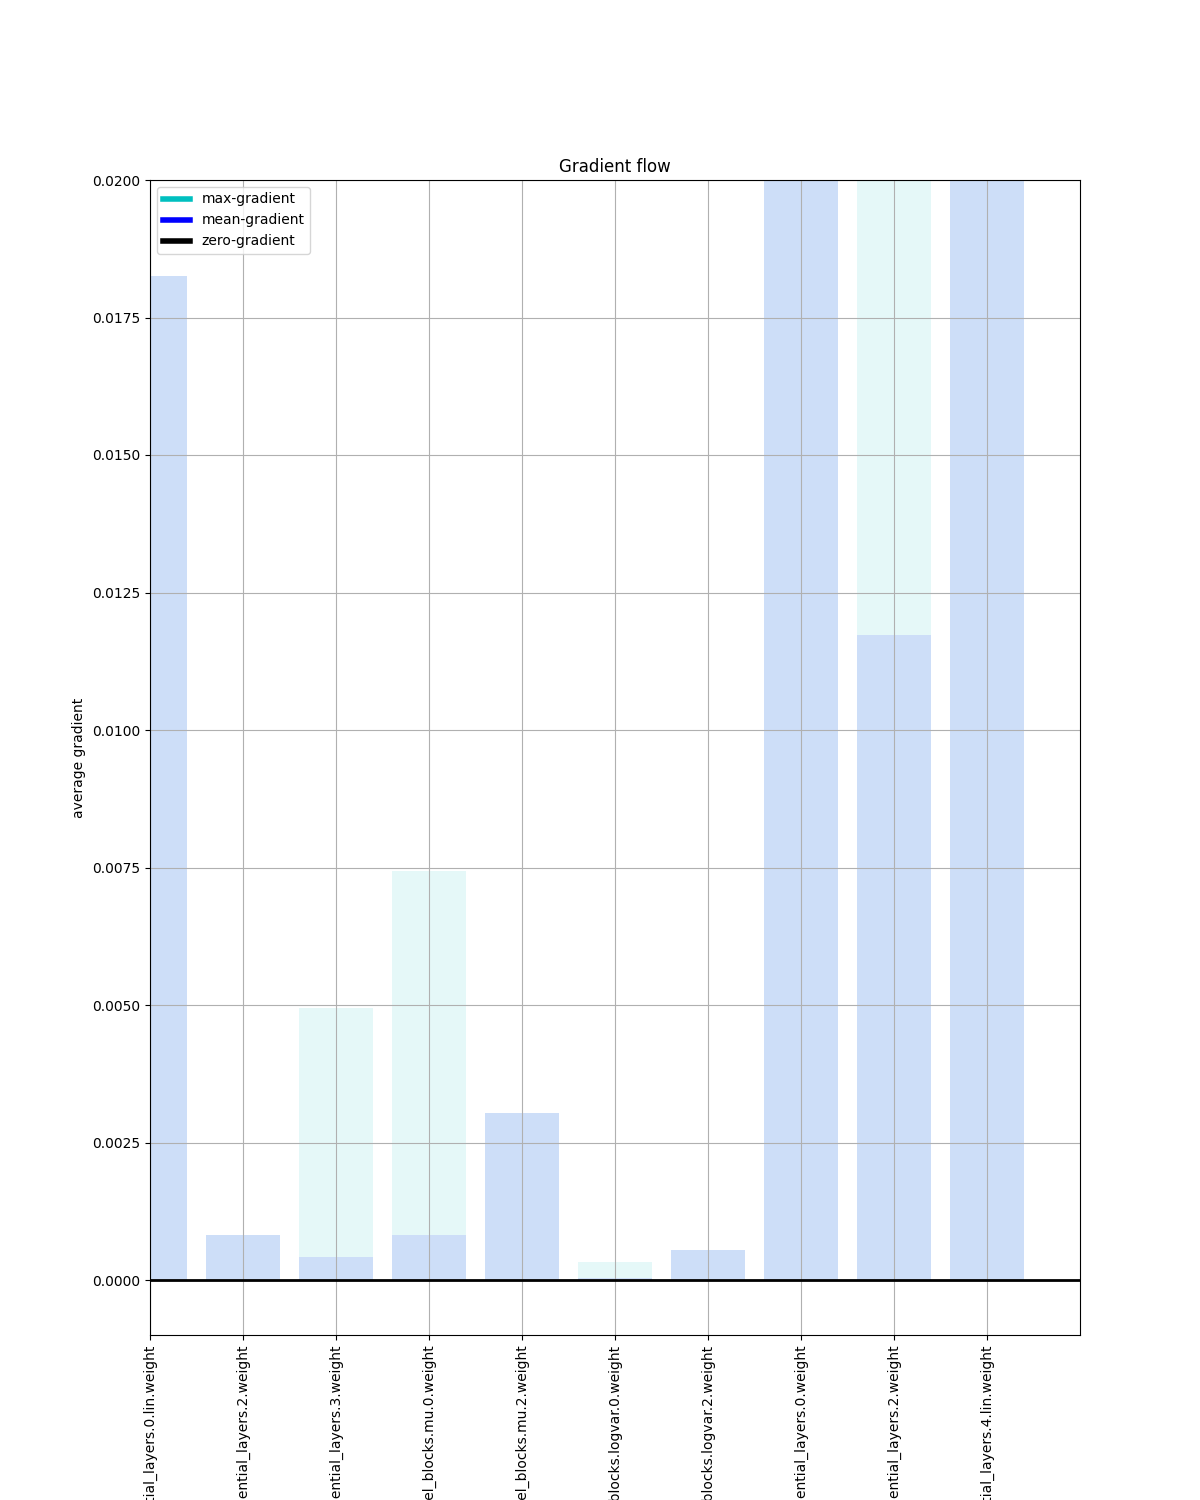 Gradient flow
max-gradient
mean-gradient
zero-gradient
average gradient
0.0200
0.0175
0.0150
0.0125
0.0100
0.0075
0.0050
0.0025
0.0000
tial_layers.0.lin.weight
ential_layers.2.weight
ential_layers.3.weight
el_blocks.mu.0.weight
el_blocks.mu.2.weight
blocks.logvar.0.weight
blocks.logvar.2.weight
ential_layers.0.weight
ential_layers.2.weight
tial_layers.4.lin.weight